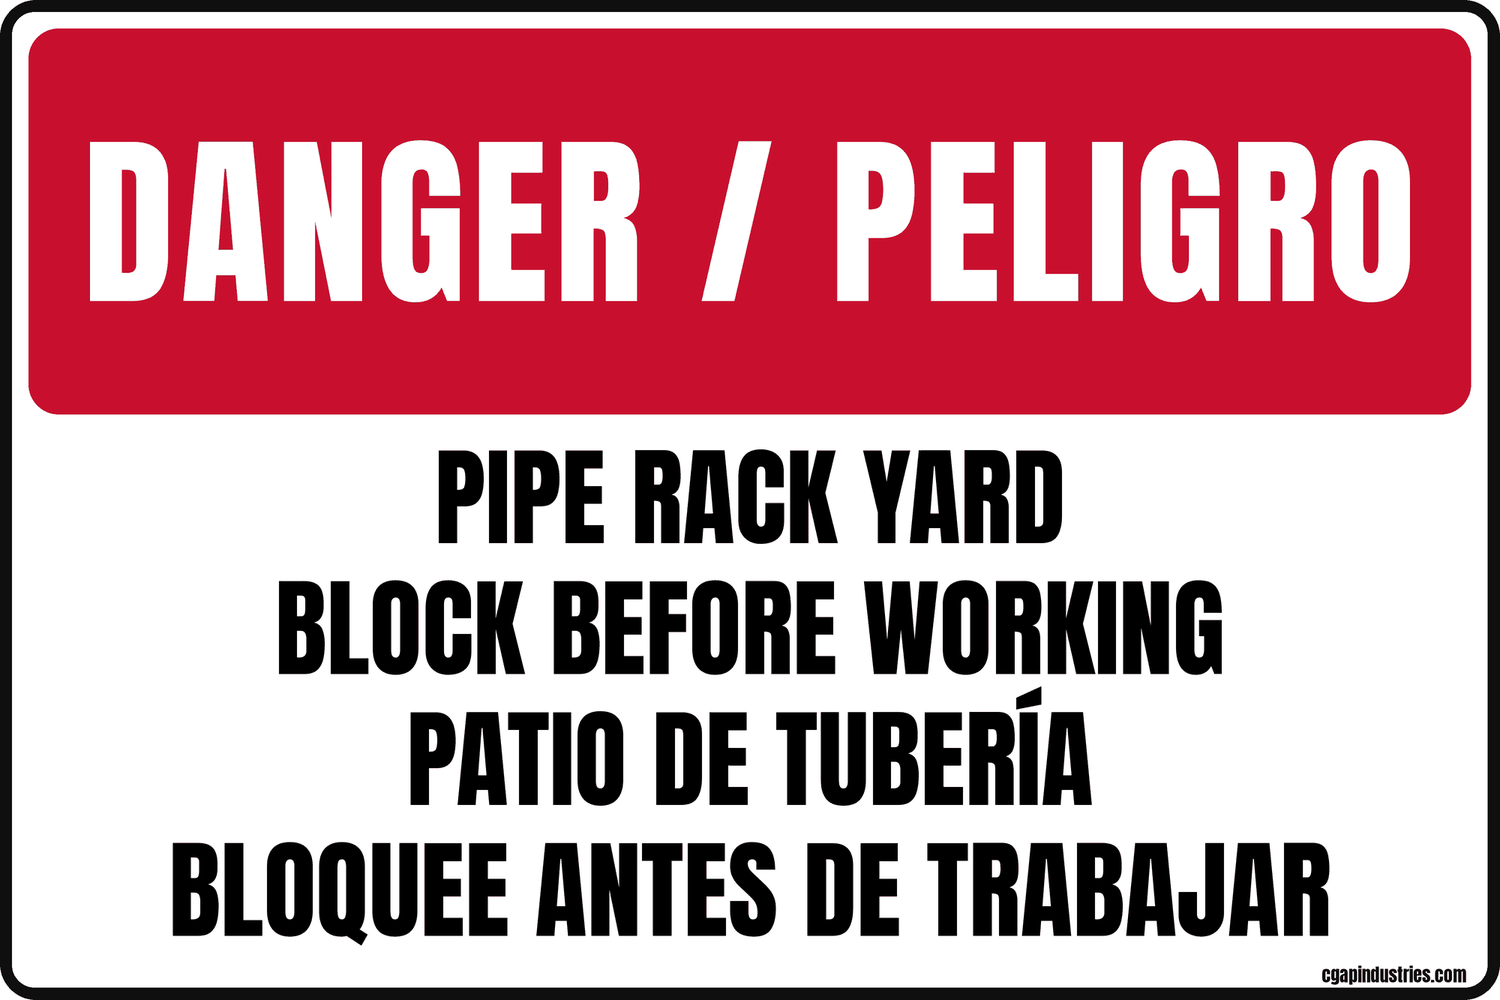 DANGER / PELIGRO
PIPE RACK YARD
BLOCK BEFORE WORKING
PATIO DE TUBERÍA
BLOQUEE ANTES DE TRABAJAR
cgapindustries.com